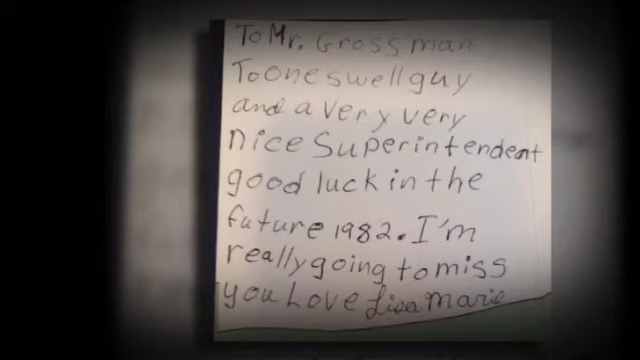 To Mr. Grossman
To one swell guy
and a very very
nice Superintendent
good luck in the
future 1982. I'm
really going to miss
you Love Lisa Marie